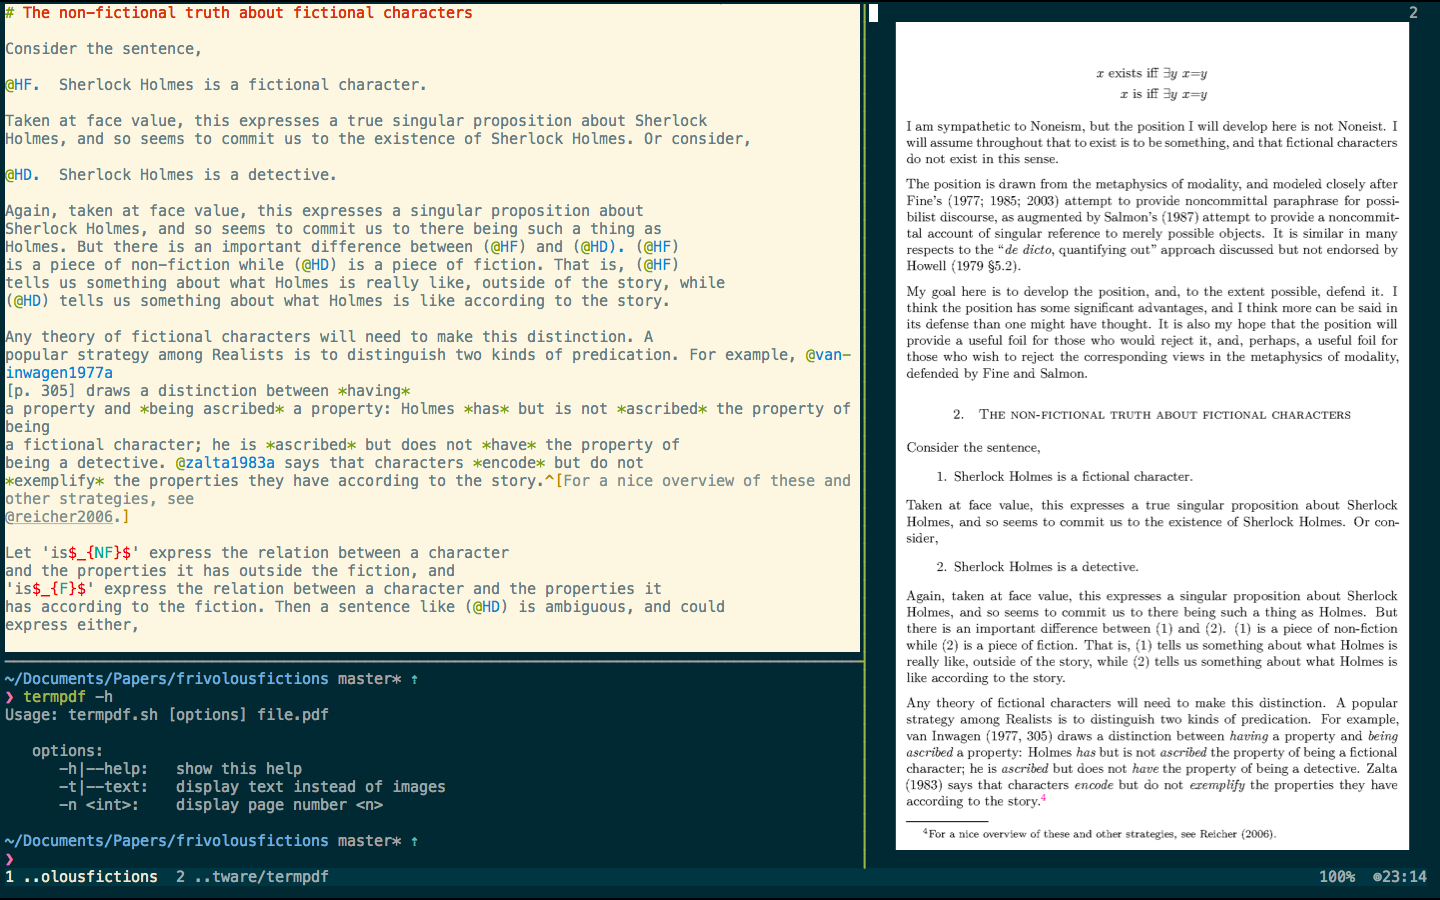 # The non-fictional truth about fictional characters
Consider the sentence,
@HF.  Sherlock Holmes is a fictional character.
Taken at face value, this expresses a true singular proposition about Sherlock
Holmes, and so seems to commit us to the existence of Sherlock Holmes. Or consider,
@HD.  Sherlock Holmes is a detective.
Again, taken at face value, this expresses a singular proposition about
Sherlock Holmes, and so seems to commit us to there being such a thing as
Holmes. But there is an important difference between (@HF) and (@HD). (@HF)
is a piece of non-fiction while (@HD) is a piece of fiction. That is, (@HF)
tells us something about what Holmes is really like, outside of the story, while
(@HD) tells us something about what Holmes is like according to the story.
Any theory of fictional characters will need to make this distinction. A
popular strategy among Realists is to distinguish two kinds of predication. For example, @van-
inwagen1977a
[p. 305] draws a distinction between *having*
a property and *being ascribed* a property: Holmes *has* but is not *ascribed* the property of
being
a fictional character; he is *ascribed* but does not *have* the property of
being a detective. @zalta1983a says that characters *encode* but do not
*exemplify* the properties they have according to the story.^[For a nice overview of these and
other strategies, see
@reicher2006.]
Let 'is$_{NF}$' express the relation between a character
and the properties it has outside the fiction, and
'is$_{F}$' express the relation between a character and the properties it
has according to the fiction. Then a sentence like (@HD) is ambiguous, and could
express either,
~/Documents/Papers/frivolousfictions master* ↑
❯ termpdf -h
Usage: termpdf.sh [options] file.pdf
options:
-h|--help:   show this help
-t|--text:   display text instead of images
-n <int>:    display page number <n>
~/Documents/Papers/frivolousfictions master* ↑
❯
1 ..olousfictions  2 ..tware/termpdf
2
x exists iff ∃y x=y
x is iff ∃y x=y
I am sympathetic to Noneism, but the position I will develop here is not Noneist. I
will assume throughout that to exist is to be something, and that fictional characters
do not exist in this sense.
The position is drawn from the metaphysics of modality, and modeled closely after
Fine's (1977; 1985; 2003) attempt to provide noncommittal paraphrase for possi-
bilist discourse, as augmented by Salmon's (1987) attempt to provide a noncommit-
tal account of singular reference to merely possible objects. It is similar in many
respects to the “de dicto, quantifying out” approach discussed but not endorsed by
Howell (1979 §5.2).
My goal here is to develop the position, and, to the extent possible, defend it. I
think the position has some significant advantages, and I think more can be said in
its defense than one might have thought. It is also my hope that the position will
provide a useful foil for those who would reject it, and, perhaps, a useful foil for
those who wish to reject the corresponding views in the metaphysics of modality,
defended by Fine and Salmon.
2. The non-fictional truth about fictional characters
Consider the sentence,
1. Sherlock Holmes is a fictional character.
Taken at face value, this expresses a true singular proposition about Sherlock
Holmes, and so seems to commit us to the existence of Sherlock Holmes. Or con-
sider,
2. Sherlock Holmes is a detective.
Again, taken at face value, this expresses a singular proposition about Sherlock
Holmes, and so seems to commit us to there being such a thing as Holmes. But
there is an important difference between (1) and (2). (1) is a piece of non-fiction
while (2) is a piece of fiction. That is, (1) tells us something about what Holmes is
really like, outside of the story, while (2) tells us something about what Holmes is
like according to the story.
Any theory of fictional characters will need to make this distinction. A popular
strategy among Realists is to distinguish two kinds of predication. For example,
van Inwagen (1977, 305) draws a distinction between having a property and being
ascribed a property: Holmes has but is not ascribed the property of being a fictional
character; he is ascribed but does not have the property of being a detective. Zalta
(1983) says that characters encode but do not exemplify the properties they have
according to the story.4
4For a nice overview of these and other strategies, see Reicher (2006).
100%  ⊙23:14